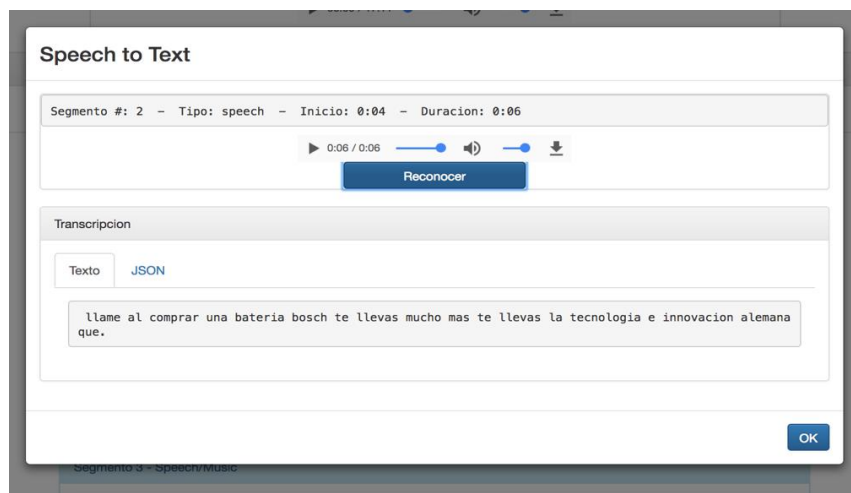 Speech to Text
Segmento #: 2 – Tipo: speech – Inicio: 0:04 – Duracion: 0:06
0:06 / 0:06
Reconocer
Transcripcion
Texto JSON
llame al comprar una bateria bosch te llevas mucho mas te llevas la tecnologia e innovacion alemana
que.
OK
Segmento 3 - Speech/Music